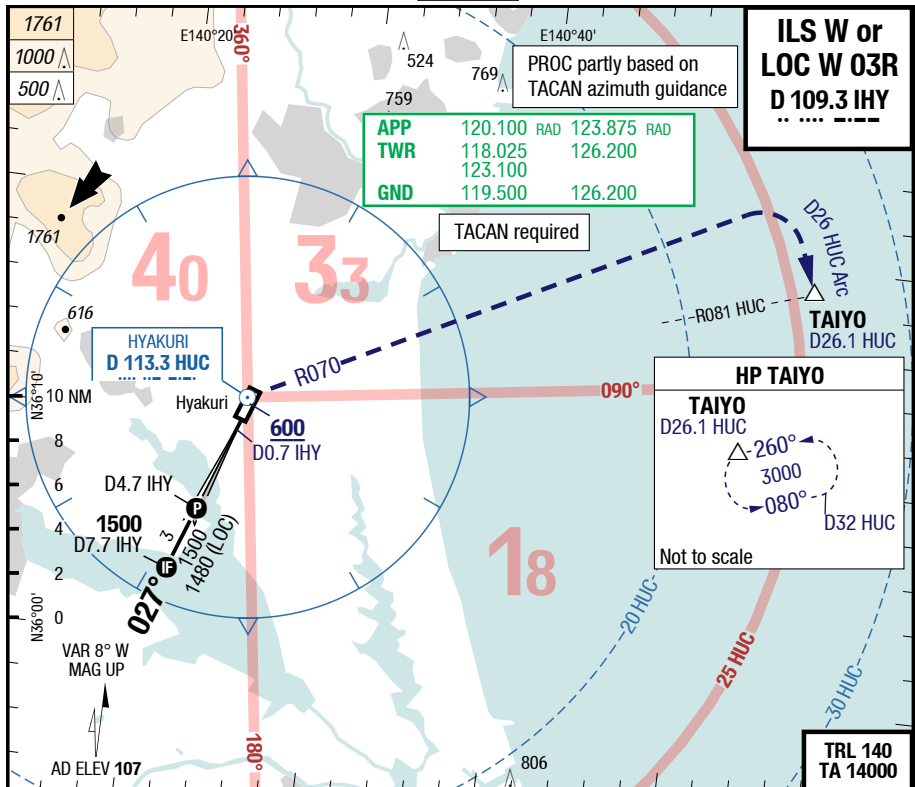 1761
1000
500
360°
E140°20'
E140°40'
524
769
759
PROC partly based on
TACAN azimuth guidance
ILS W or
LOC W 03R
D 109.3 IHY
APP 120.100 RAD 123.875 RAD
TWR 118.025 126.200
123.100
GND 119.500 126.200
TACAN required
1761
40
33
D26 HUC Arc
R081 HUC
TAIYO
D26.1 HUC
616
HYAKURI
D 113.3 HUC
R070
N36°10'
10 NM
Hyakuri
090°
600
D0.7 IHY
HP TAIYO
TAIYO
D26.1 HUC
260°
3000
080°
D32 HUC
Not to scale
8
6
4
2
0
N36°00'
D4.7 IHY
P
1500
D7.7 IHY
3
1500
1480 (LOC)
IF
027°
18
20 HUC
25 HUC
30 HUC
VAR 8° W
MAG UP
180°
AD ELEV 107
806
TRL 140
TA 14000